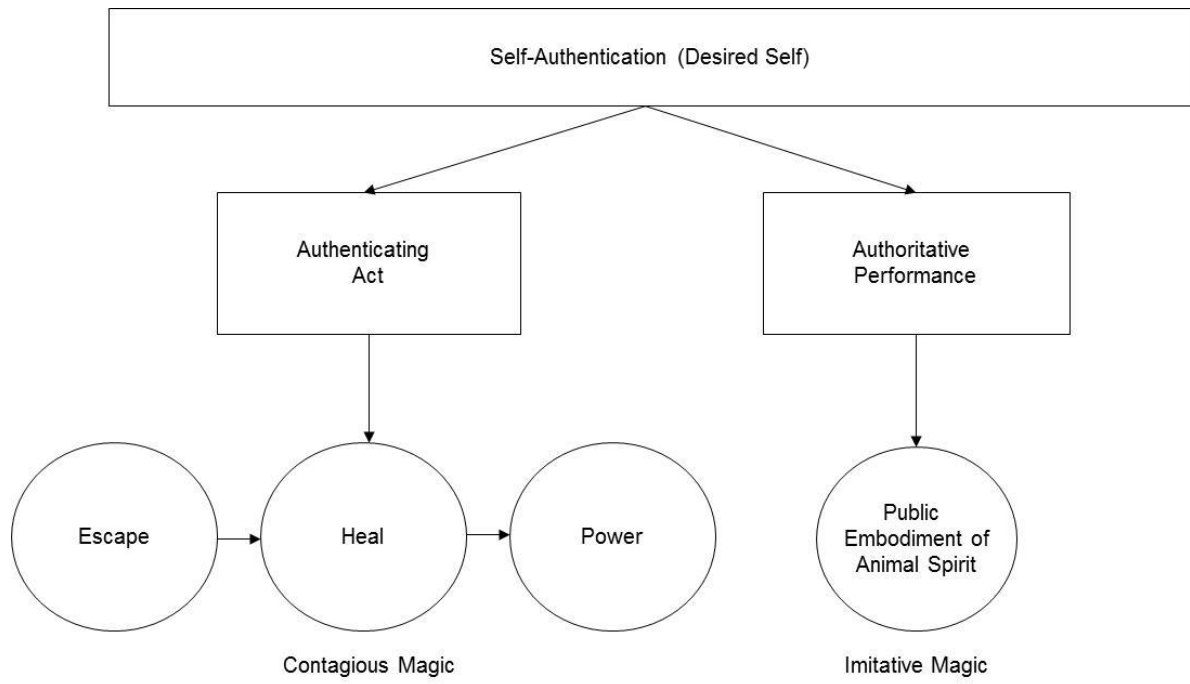 Self-Authentication (Desired Self)
Authenticating
Act
Authoritative
Performance
Escape
Heal
Power
Public
Embodiment of
Animal Spirit
Contagious Magic
Imitative Magic